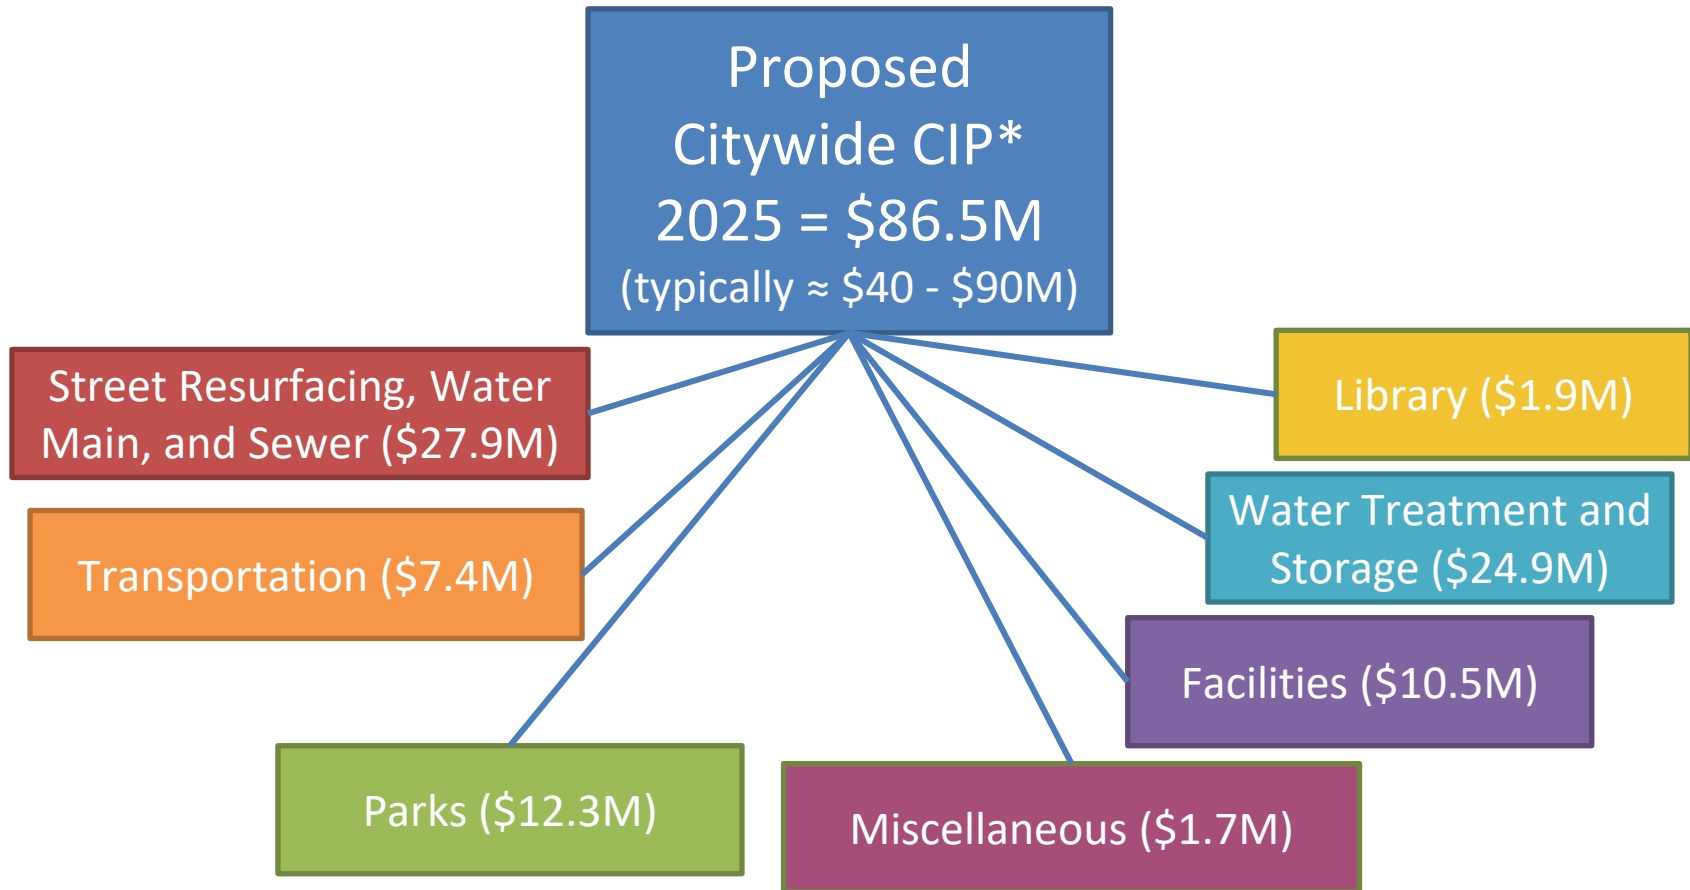 Proposed
Citywide CIP*
2025 = $86.5M
(typically ≈ $40 - $90M)
Street Resurfacing, Water
Main, and Sewer ($27.9M)
Library ($1.9M)
Transportation ($7.4M)
Water Treatment and
Storage ($24.9M)
Facilities ($10.5M)
Parks ($12.3M)
Miscellaneous ($1.7M)